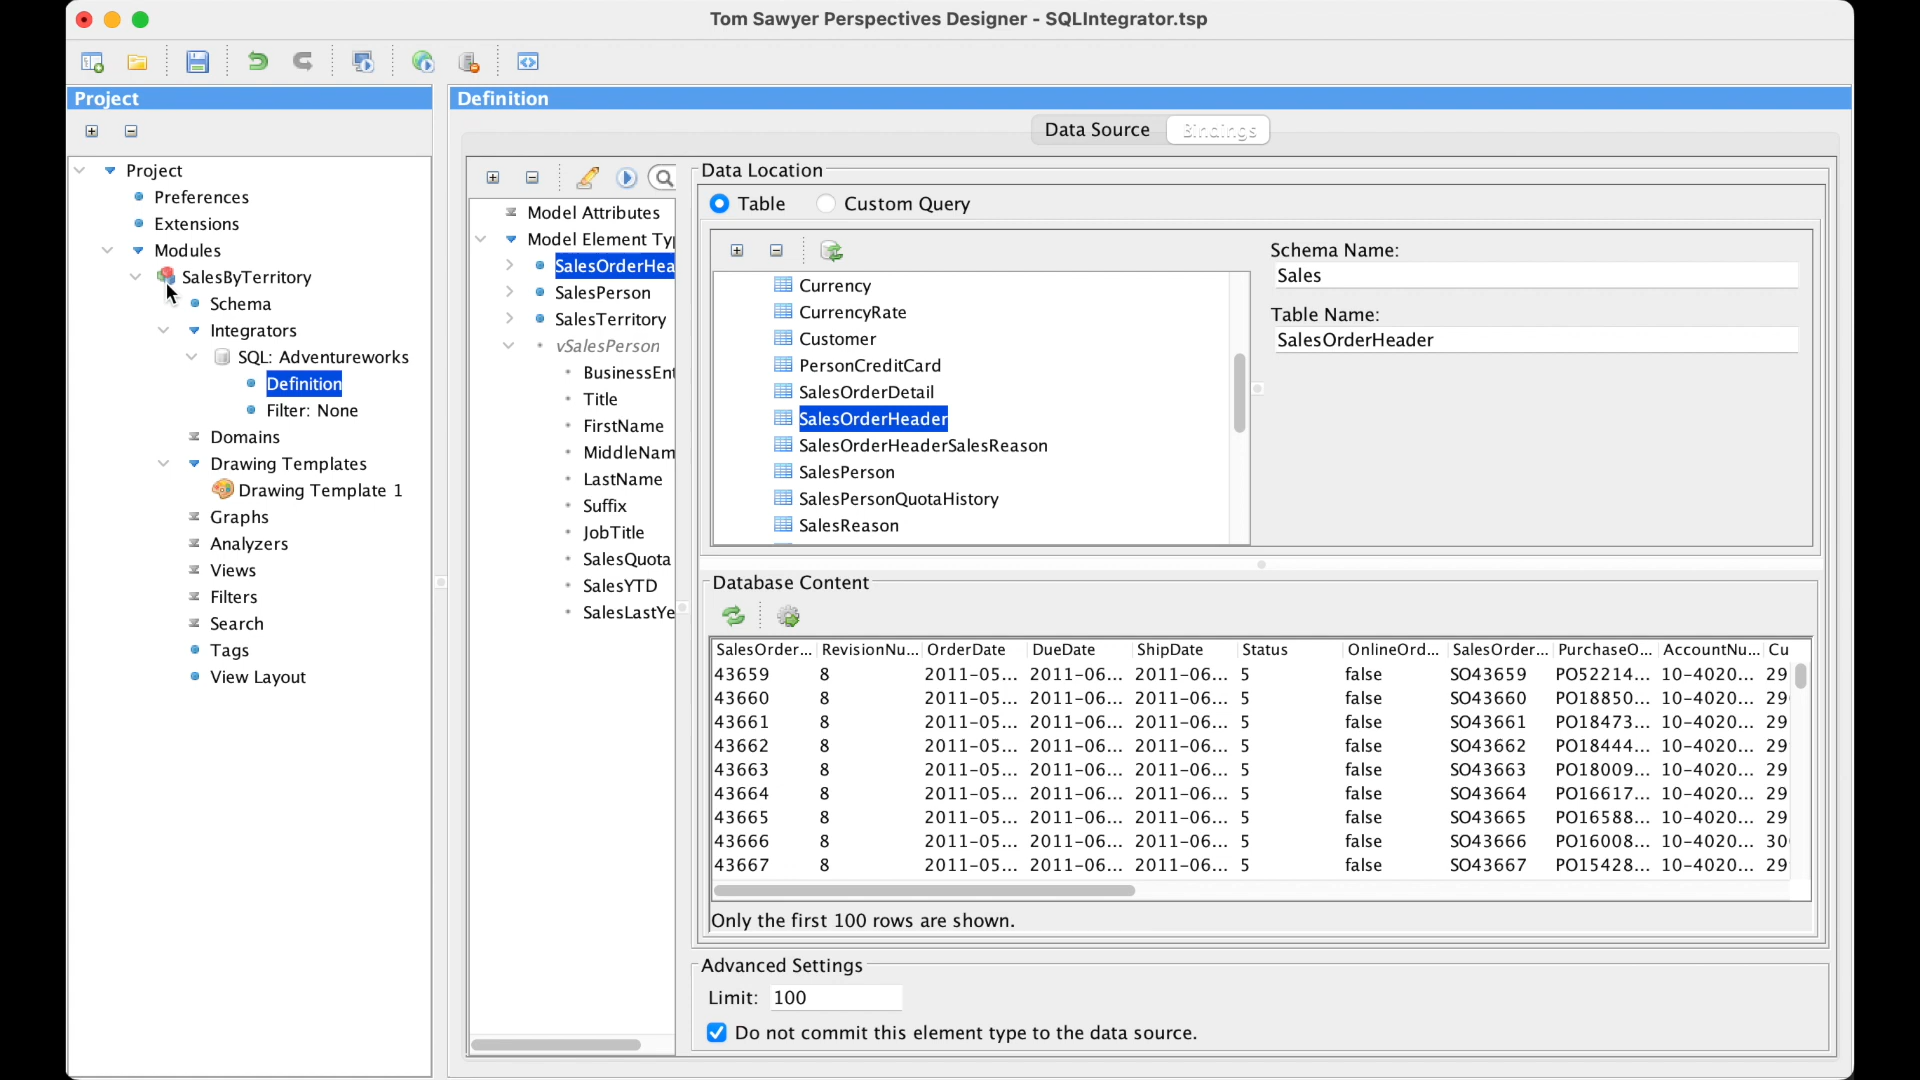 Tom Sawyer Perspectives Designer - SQLIntegrator.tsp
Project
Project
Preferences
Extensions
Modules
SalesByTerritory
Schema
Integrators
SQL: Adventureworks
Definition
Filter: None
Domains
Drawing Templates
Drawing Template 1
Graphs
Analyzers
Views
Filters
Search
Tags
View Layout
Definition
Data Source
Bindings
Model Attributes
Model Element Ty
SalesOrderHea
SalesPerson
SalesTerritory
vSalesPerson
BusinessEnt
Title
FirstName
MiddleNam
LastName
Suffix
JobTitle
SalesQuota
SalesYTD
SalesLastYe
Data Location
Table
Custom Query
Currency
CurrencyRate
Customer
PersonCreditCard
SalesOrderDetail
SalesOrderHeader
SalesOrderHeaderSalesReason
SalesPerson
SalesPersonQuotaHistory
SalesReason
Schema Name:
Sales
Table Name:
SalesOrderHeader
Database Content
SalesOrder... RevisionNu... OrderDate DueDate ShipDate Status OnlineOrd... SalesOrder... PurchaseO... AccountNu... Cu
43659 8 2011-05... 2011-06... 2011-06... 5 false SO43659 PO52214... 10-4020... 29
43660 8 2011-05... 2011-06... 2011-06... 5 false SO43660 PO18850... 10-4020... 29
43661 8 2011-05... 2011-06... 2011-06... 5 false SO43661 PO18473... 10-4020... 29
43662 8 2011-05... 2011-06... 2011-06... 5 false SO43662 PO18444... 10-4020... 29
43663 8 2011-05... 2011-06... 2011-06... 5 false SO43663 PO18009... 10-4020... 29
43664 8 2011-05... 2011-06... 2011-06... 5 false SO43664 PO16617... 10-4020... 29
43665 8 2011-05... 2011-06... 2011-06... 5 false SO43665 PO16588... 10-4020... 29
43666 8 2011-05... 2011-06... 2011-06... 5 false SO43666 PO16008... 10-4020... 30
43667 8 2011-05... 2011-06... 2011-06... 5 false SO43667 PO15428... 10-4020... 29
Only the first 100 rows are shown.
Advanced Settings
Limit: 100
Do not commit this element type to the data source.